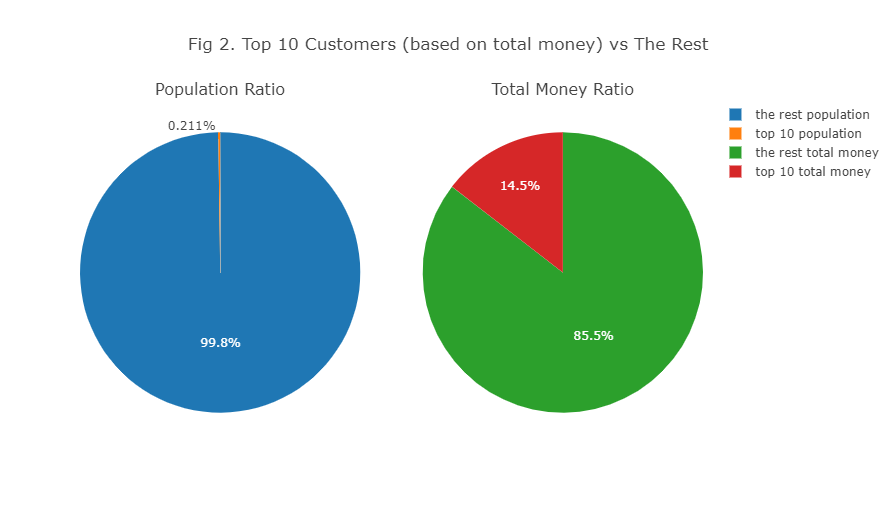 Fig 2. Top 10 Customers (based on total money) vs The Rest
Population Ratio
Total Money Ratio
the rest population
top 10 population
the rest total money
top 10 total money
0.211%
99.8%
14.5%
85.5%